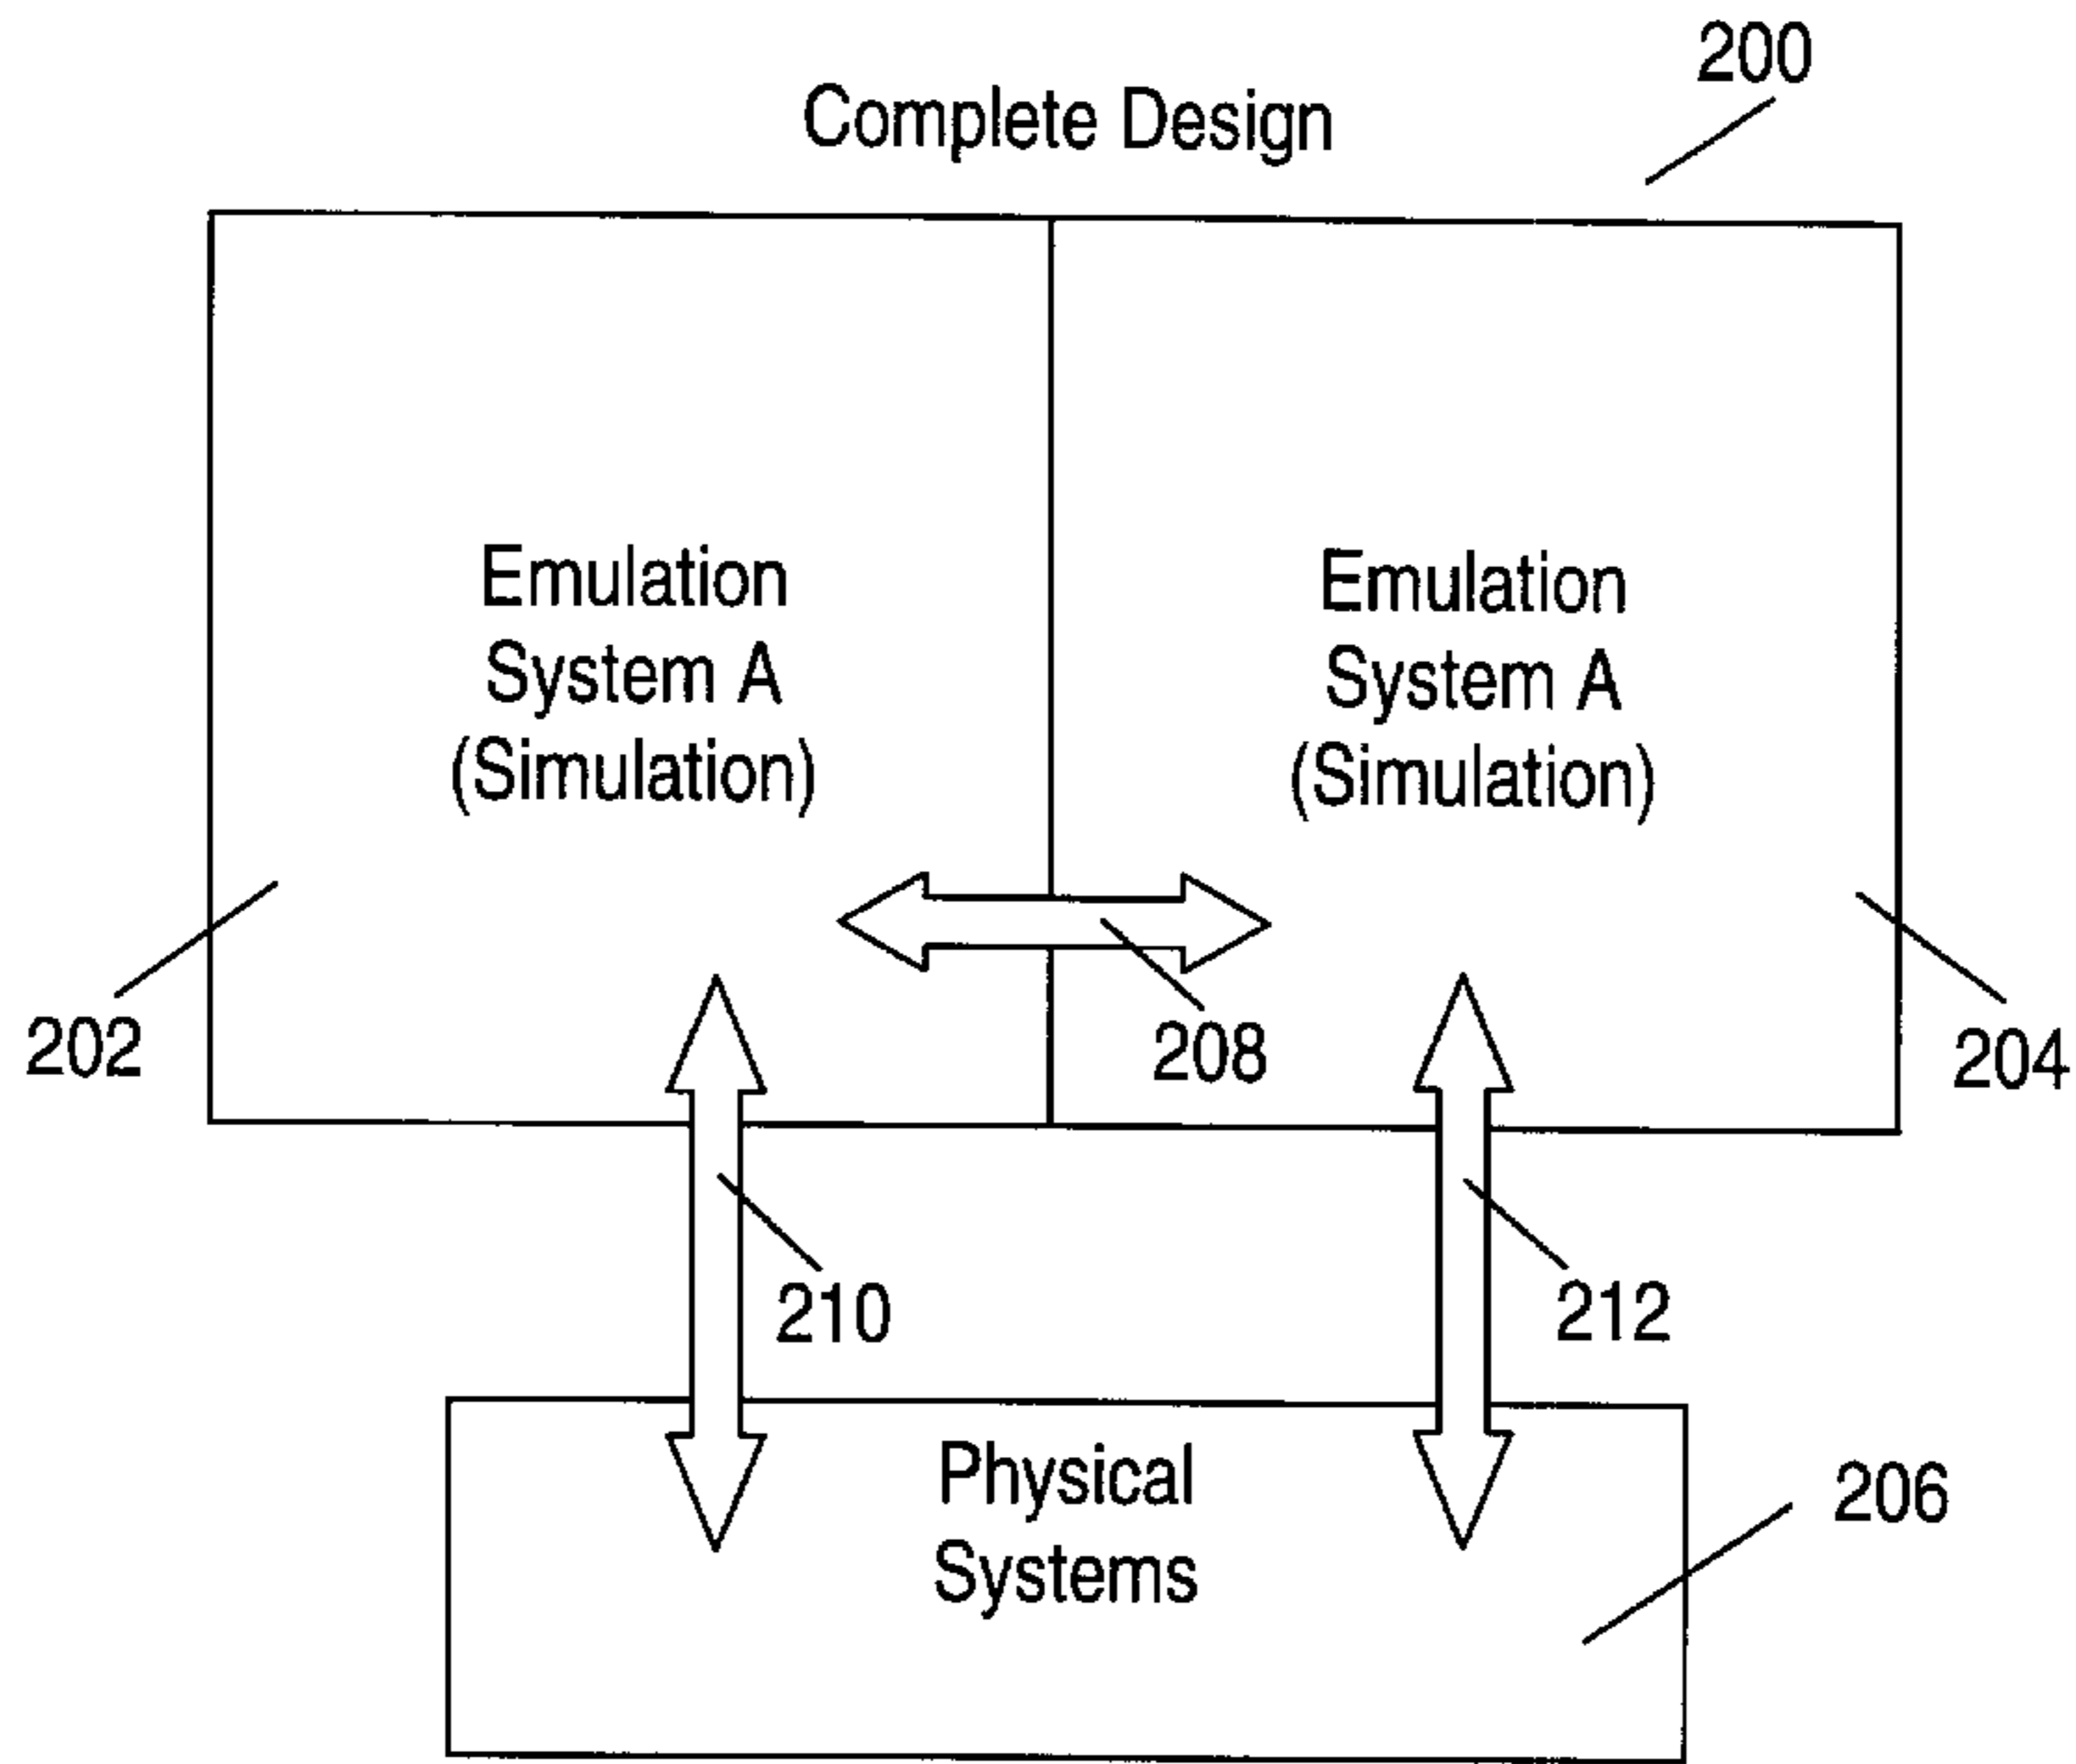 200
Complete Design
Emulation
System A
(Simulation)
Emulation
System A
(Simulation)
202
208
204
210
212
Physical
Systems
206